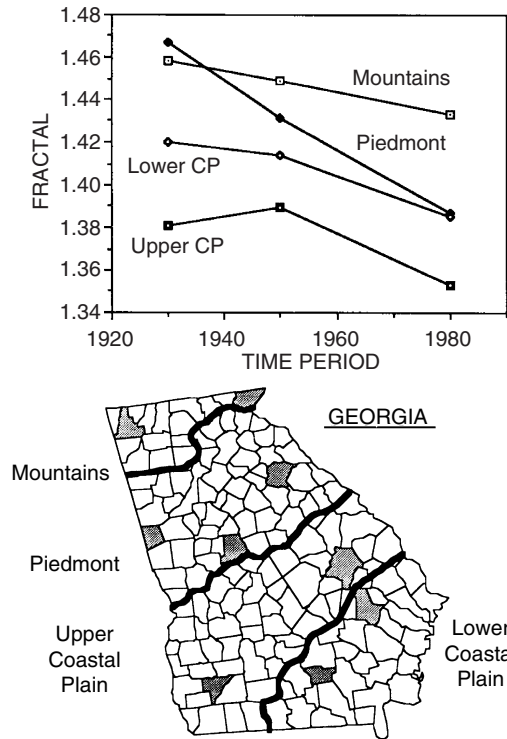 1.48
1.46
1.44
1.42
1.40
1.38
1.36
1.34
FRACTAL
Mountains
Piedmont
Lower CP
Upper CP
1920 1940 1960 1980
TIME PERIOD
GEORGIA
Mountains
Piedmont
Upper
Coastal
Plain
Lower
Coastal
Plain